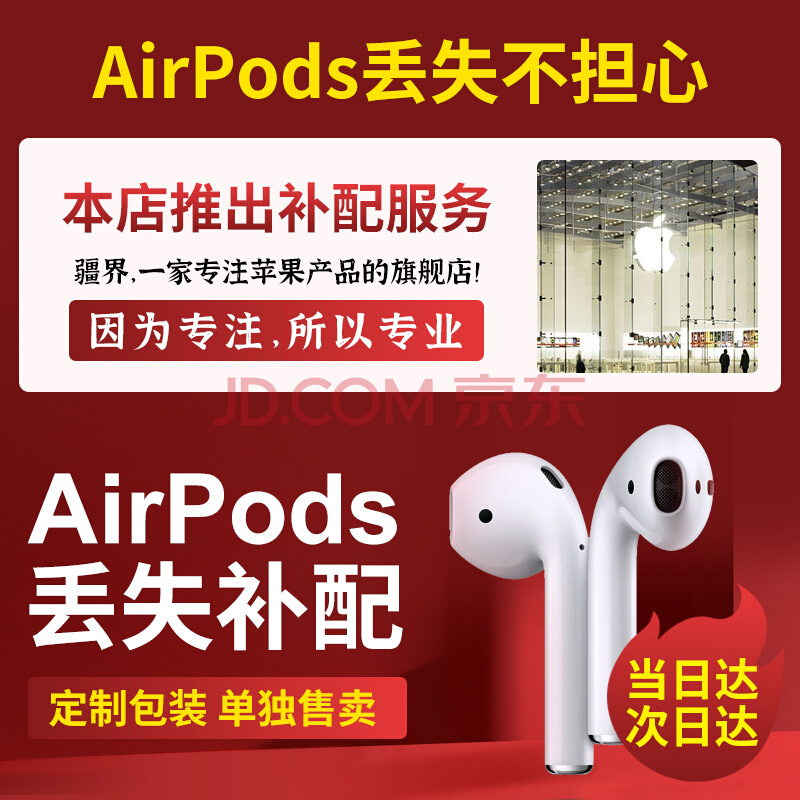 AirPods丢失不担心
本店推出补配服务
疆界,一家专注苹果产品的旗舰店!
因为专注,所以专业
JD.COM 京东
AirPods
丢失补配
定制包装 单独售卖
当日达
次日达